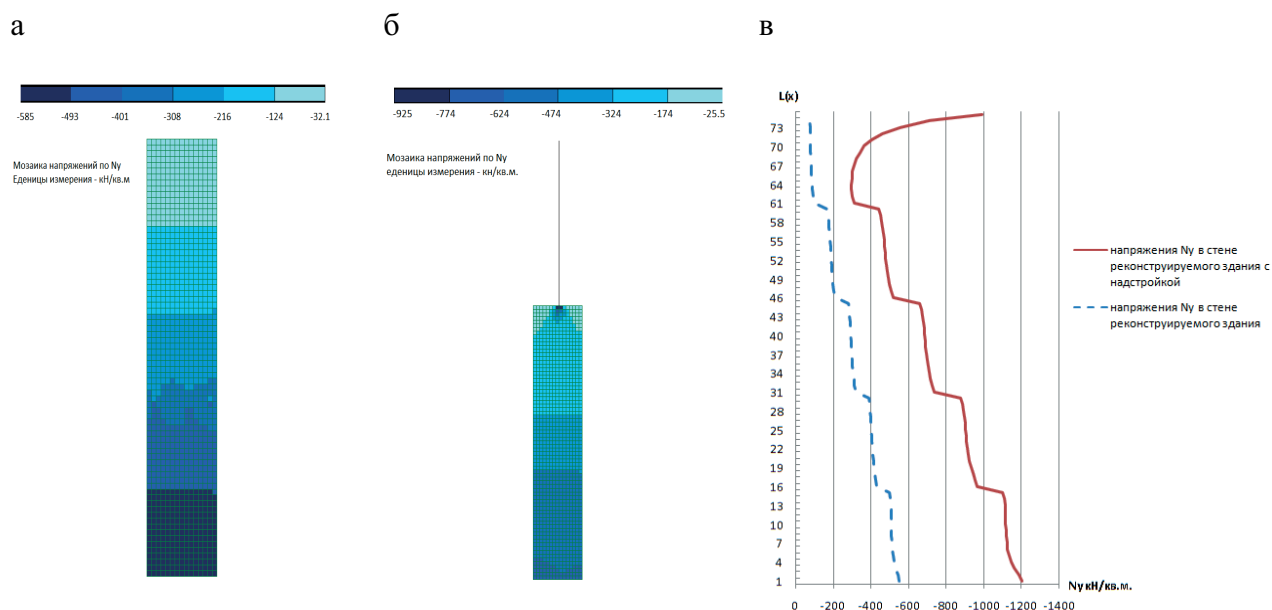 а
б
в
-585 -493 -401 -308 -216 -124 -32.1
Мозаика напряжений по Ny
Еденицы измерения - кН/кв.м
-925 -774 -624 -474 -324 -174 -25.5
Мозаика напряжений по Ny
еденицы измерения - кн/кв.м.
L(x)
73
70
67
64
61
58
55
52
49
46
43
40
37
34
31
28
25
22
19
16
13
10
7
4
1
Ny кН/кв.м.
0 -200 -400 -600 -800 -1000 -1200 -1400
напряжения Ny в стене
реконструируемого здания с
надстройкой
напряжения Ny в стене
реконструируемого здания